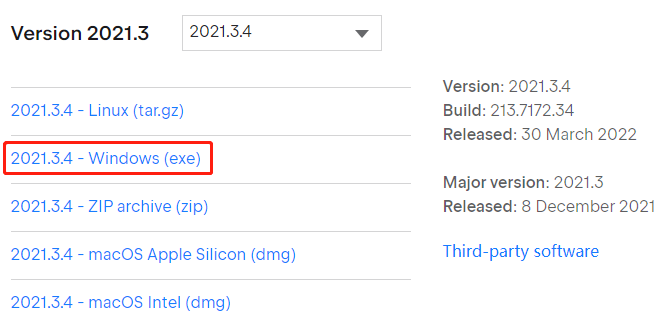 Version 2021.3
2021.3.4
2021.3.4 - Linux (tar.gz)
2021.3.4 - Windows (exe)
2021.3.4 - ZIP archive (zip)
2021.3.4 - macOS Apple Silicon (dmg)
2021.3.4 - macOS Intel (dmg)
Version: 2021.3.4
Build: 213.7172.34
Released: 30 March 2022
Major version: 2021.3
Released: 8 December 2021
Third-party software